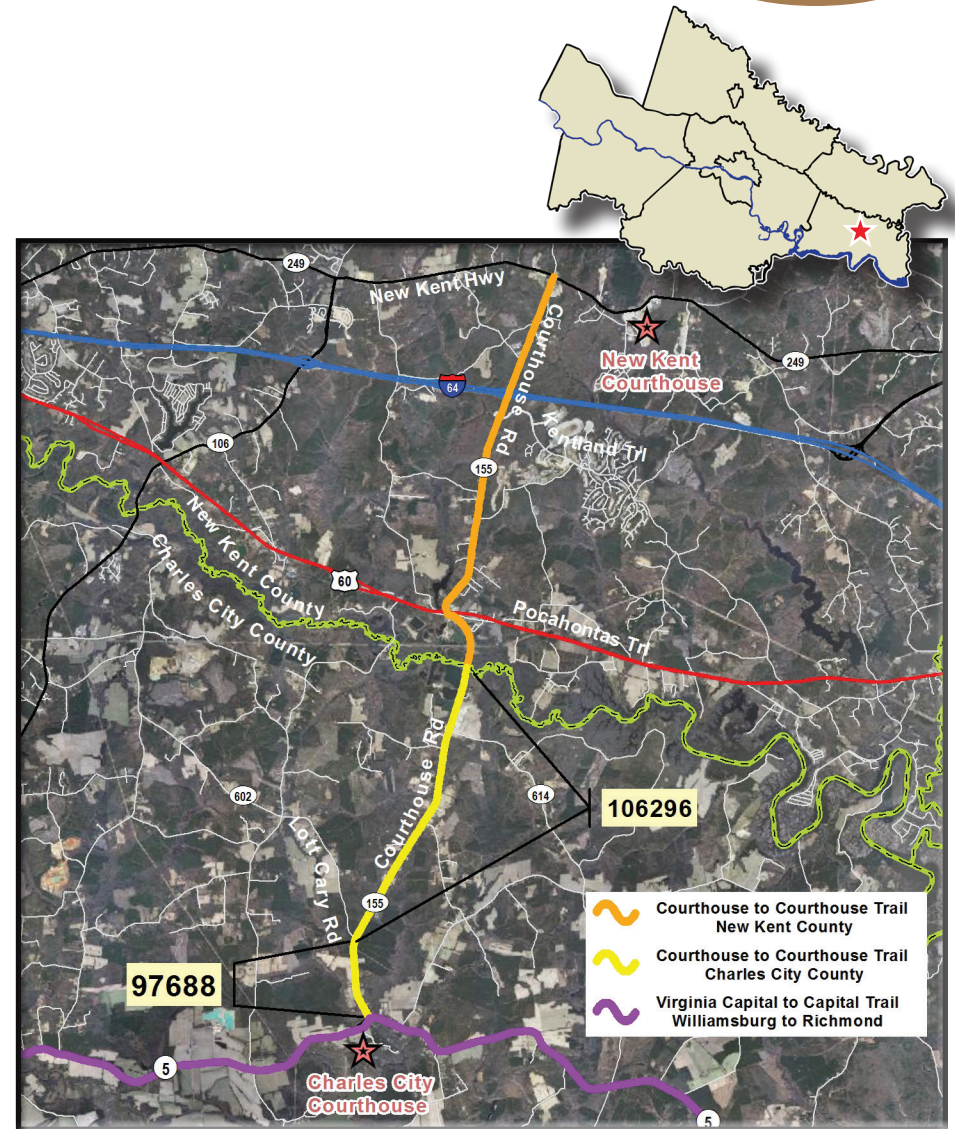 249
New Kent Hwy
Courthouse Rd
New Kent
Courthouse
249
64
Kentland Trl
106
155
New Kent County
Charles City County
60
Pocahontas Trl
Courthouse Rd
602
614
106296
Lott Cary Rd
155
97688
Courthouse to Courthouse Trail
New Kent County
Courthouse to Courthouse Trail
Charles City County
Virginia Capital to Capital Trail
Williamsburg to Richmond
5
Charles City
Courthouse
5